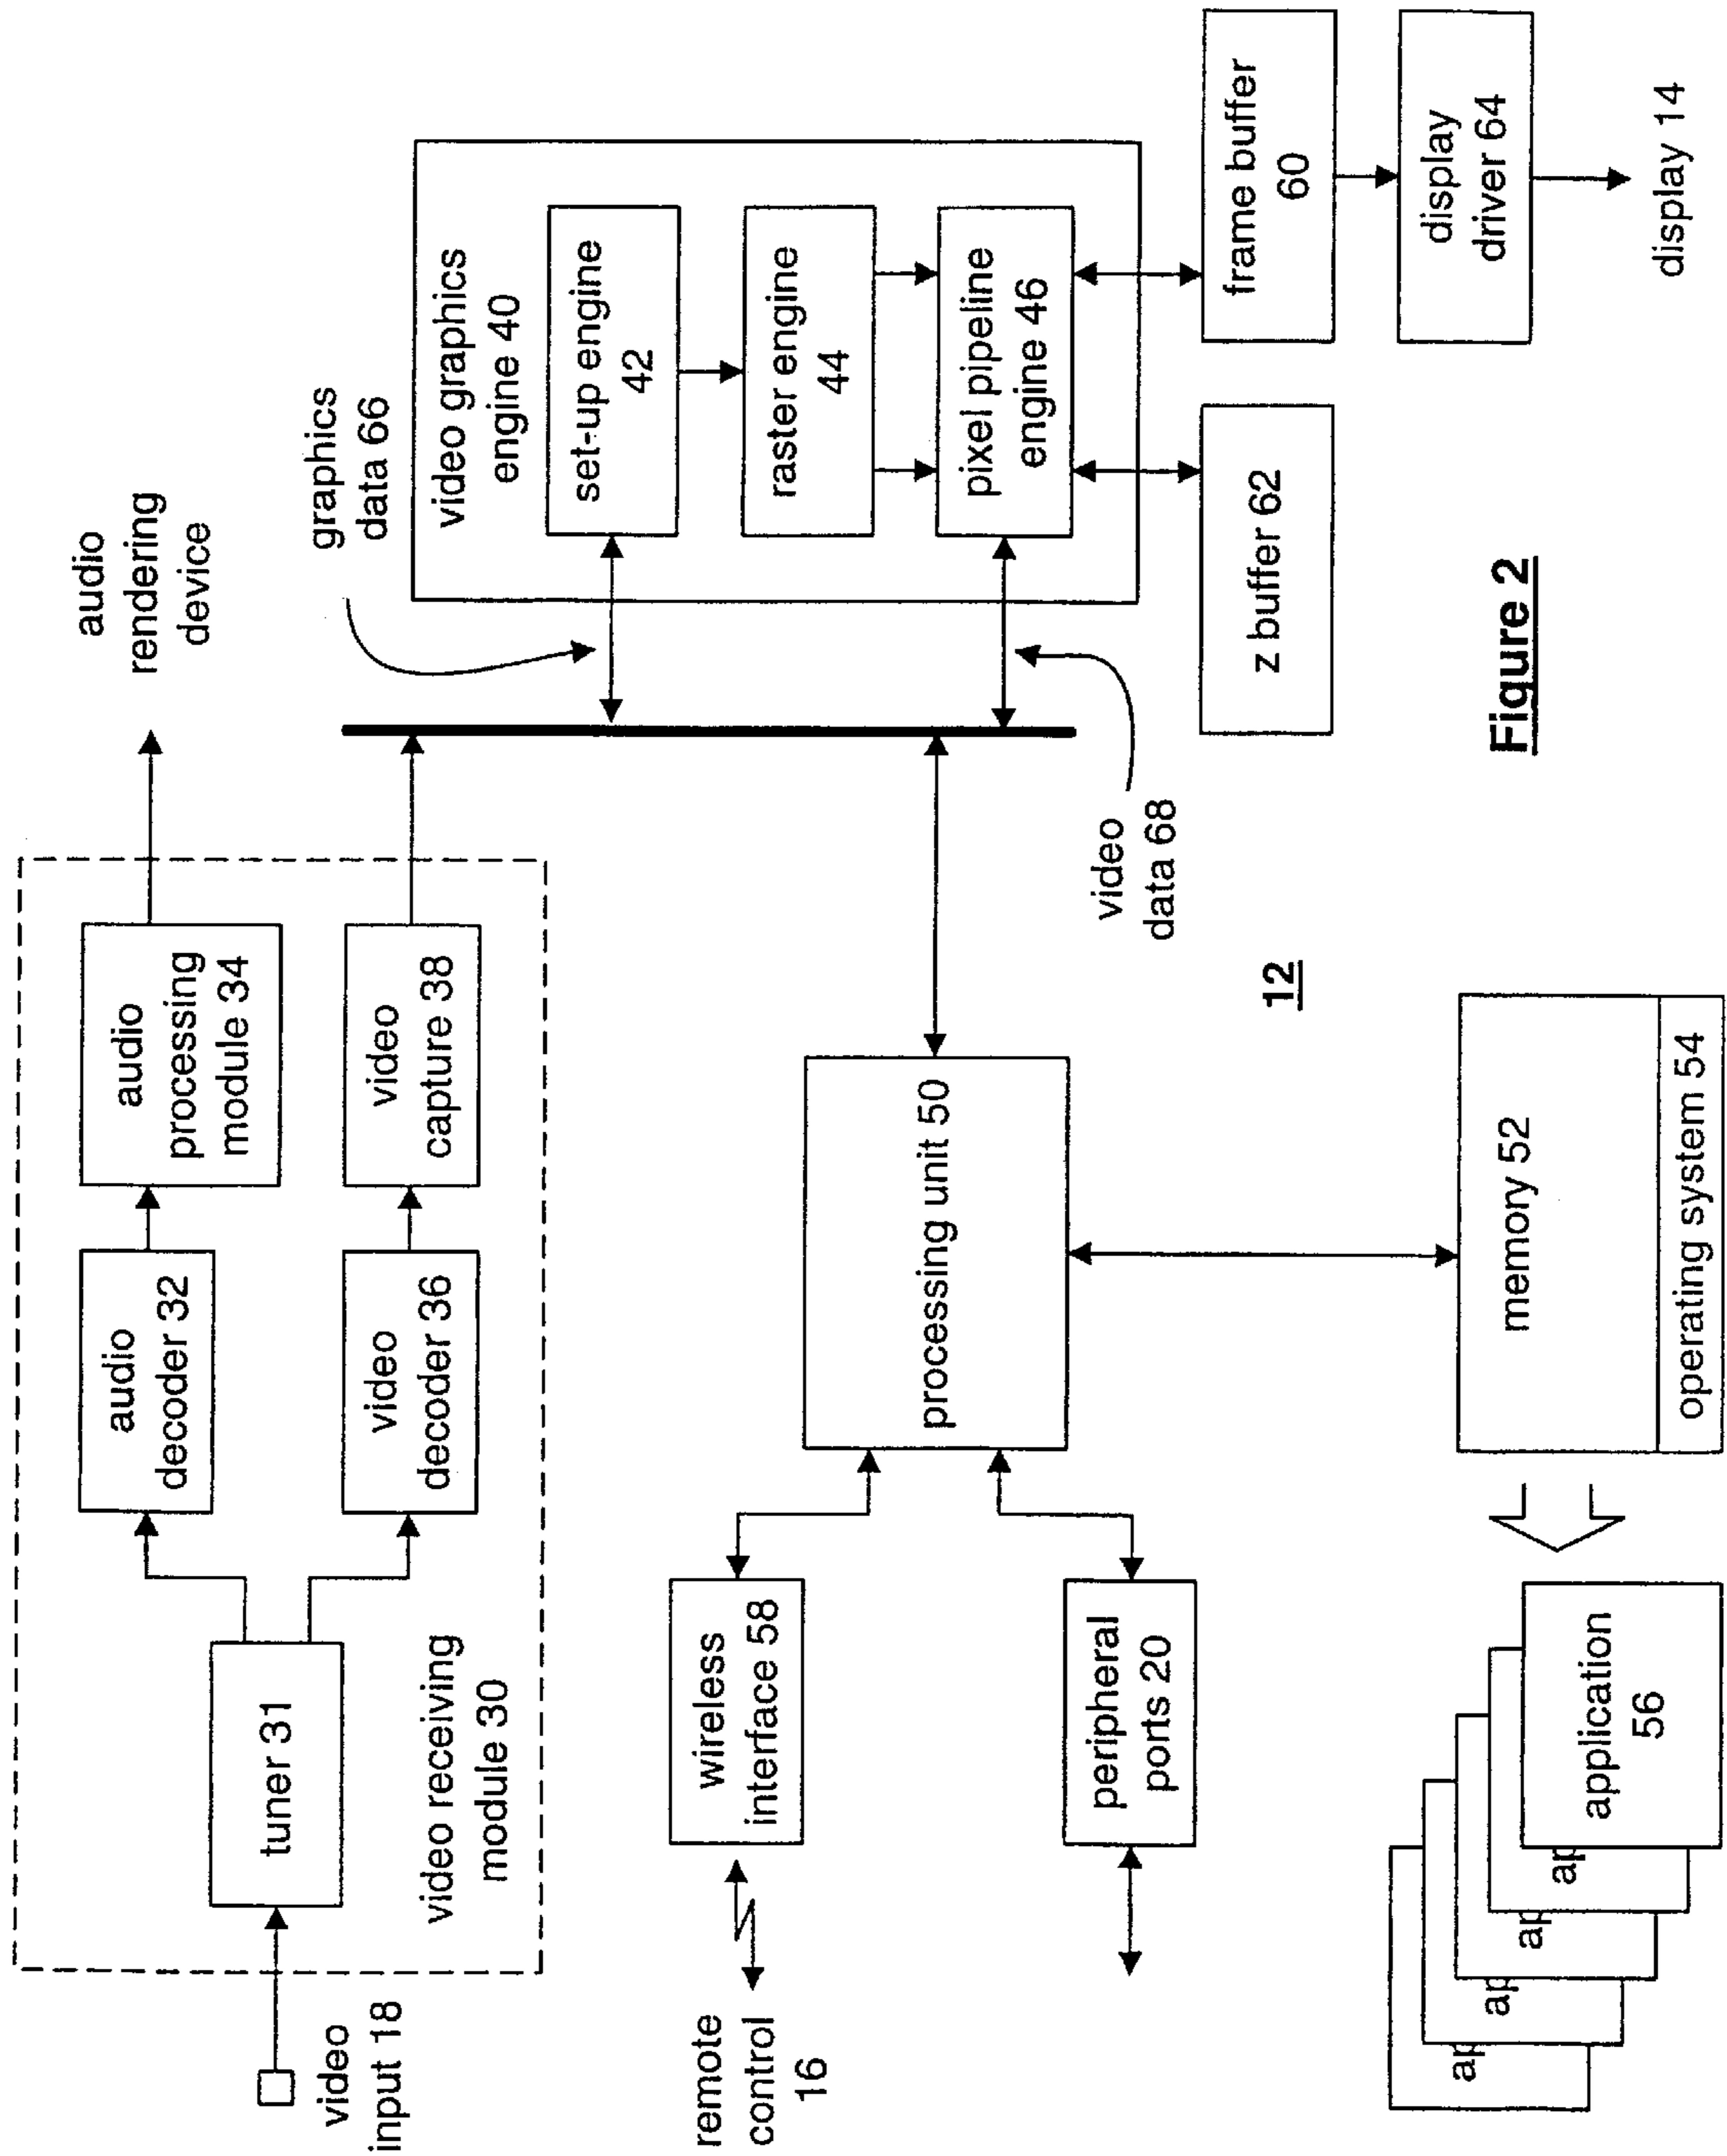 video
input 18
tuner 31
video receiving
module 30
audio
decoder 32
video
decoder 36
audio
processing
module 34
video
capture 38
audio
rendering
device
graphics
data 66
video graphics
engine 40
set-up engine
42
raster engine
44
pixel pipeline
engine 46
remote
control
16
wireless
interface 58
peripheral
ports 20
processing unit 50
video
data 68
z buffer 62
frame buffer
60
display
driver 64
display 14
12
memory 52
operating system 54
ap
ap
ap
ap
application
56
Figure 2